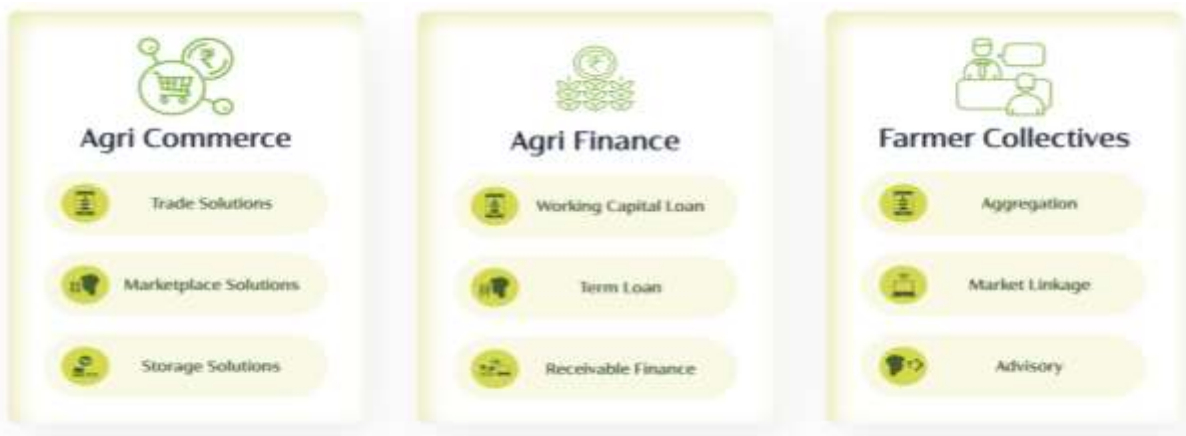 Agri Commerce
Trade Solutions
Marketplace Solutions
Storage Solutions
Agri Finance
Working Capital Loan
Term Loan
Receivable Finance
Farmer Collectives
Aggregation
Market Linkage
Advisory